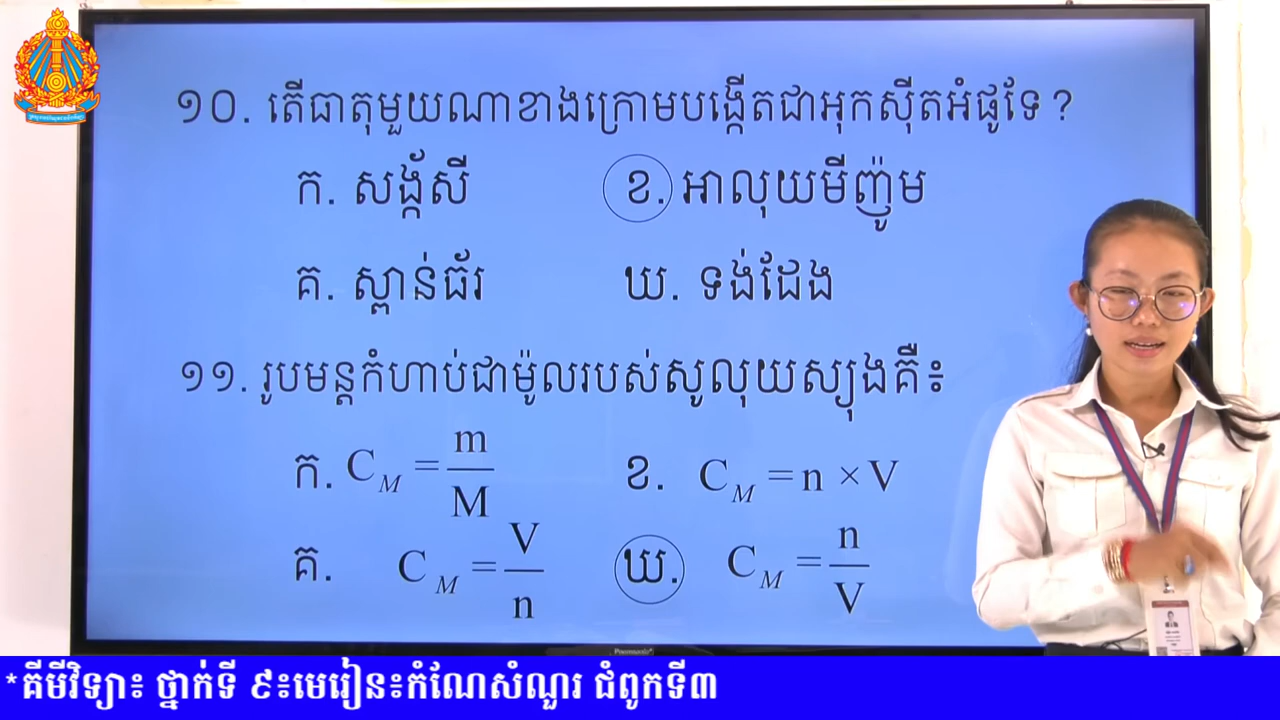 ១០. តើធាតុមួយណាខាងក្រោមបង្កើតជាអុកស៊ីតអំផូទែ ?
ក. សង្ក័សី ខ. អាលុយមីញ៉ូម
គ. ស្ពាន់ធ័រ ឃ. ទង់ដែង
១១. រូបមន្តកំហាប់ជាម៉ូលរបស់សូលុយស្យុងគឺ៖
ក. C_M = m/M ខ. C_M = n × V
គ. C_M = V/n ឃ. C_M = n/V
*គីមីវិទ្យា៖ ថ្នាក់ទី ៩៖មេរៀន៖កំណែសំណួរ ជំពូកទី៣